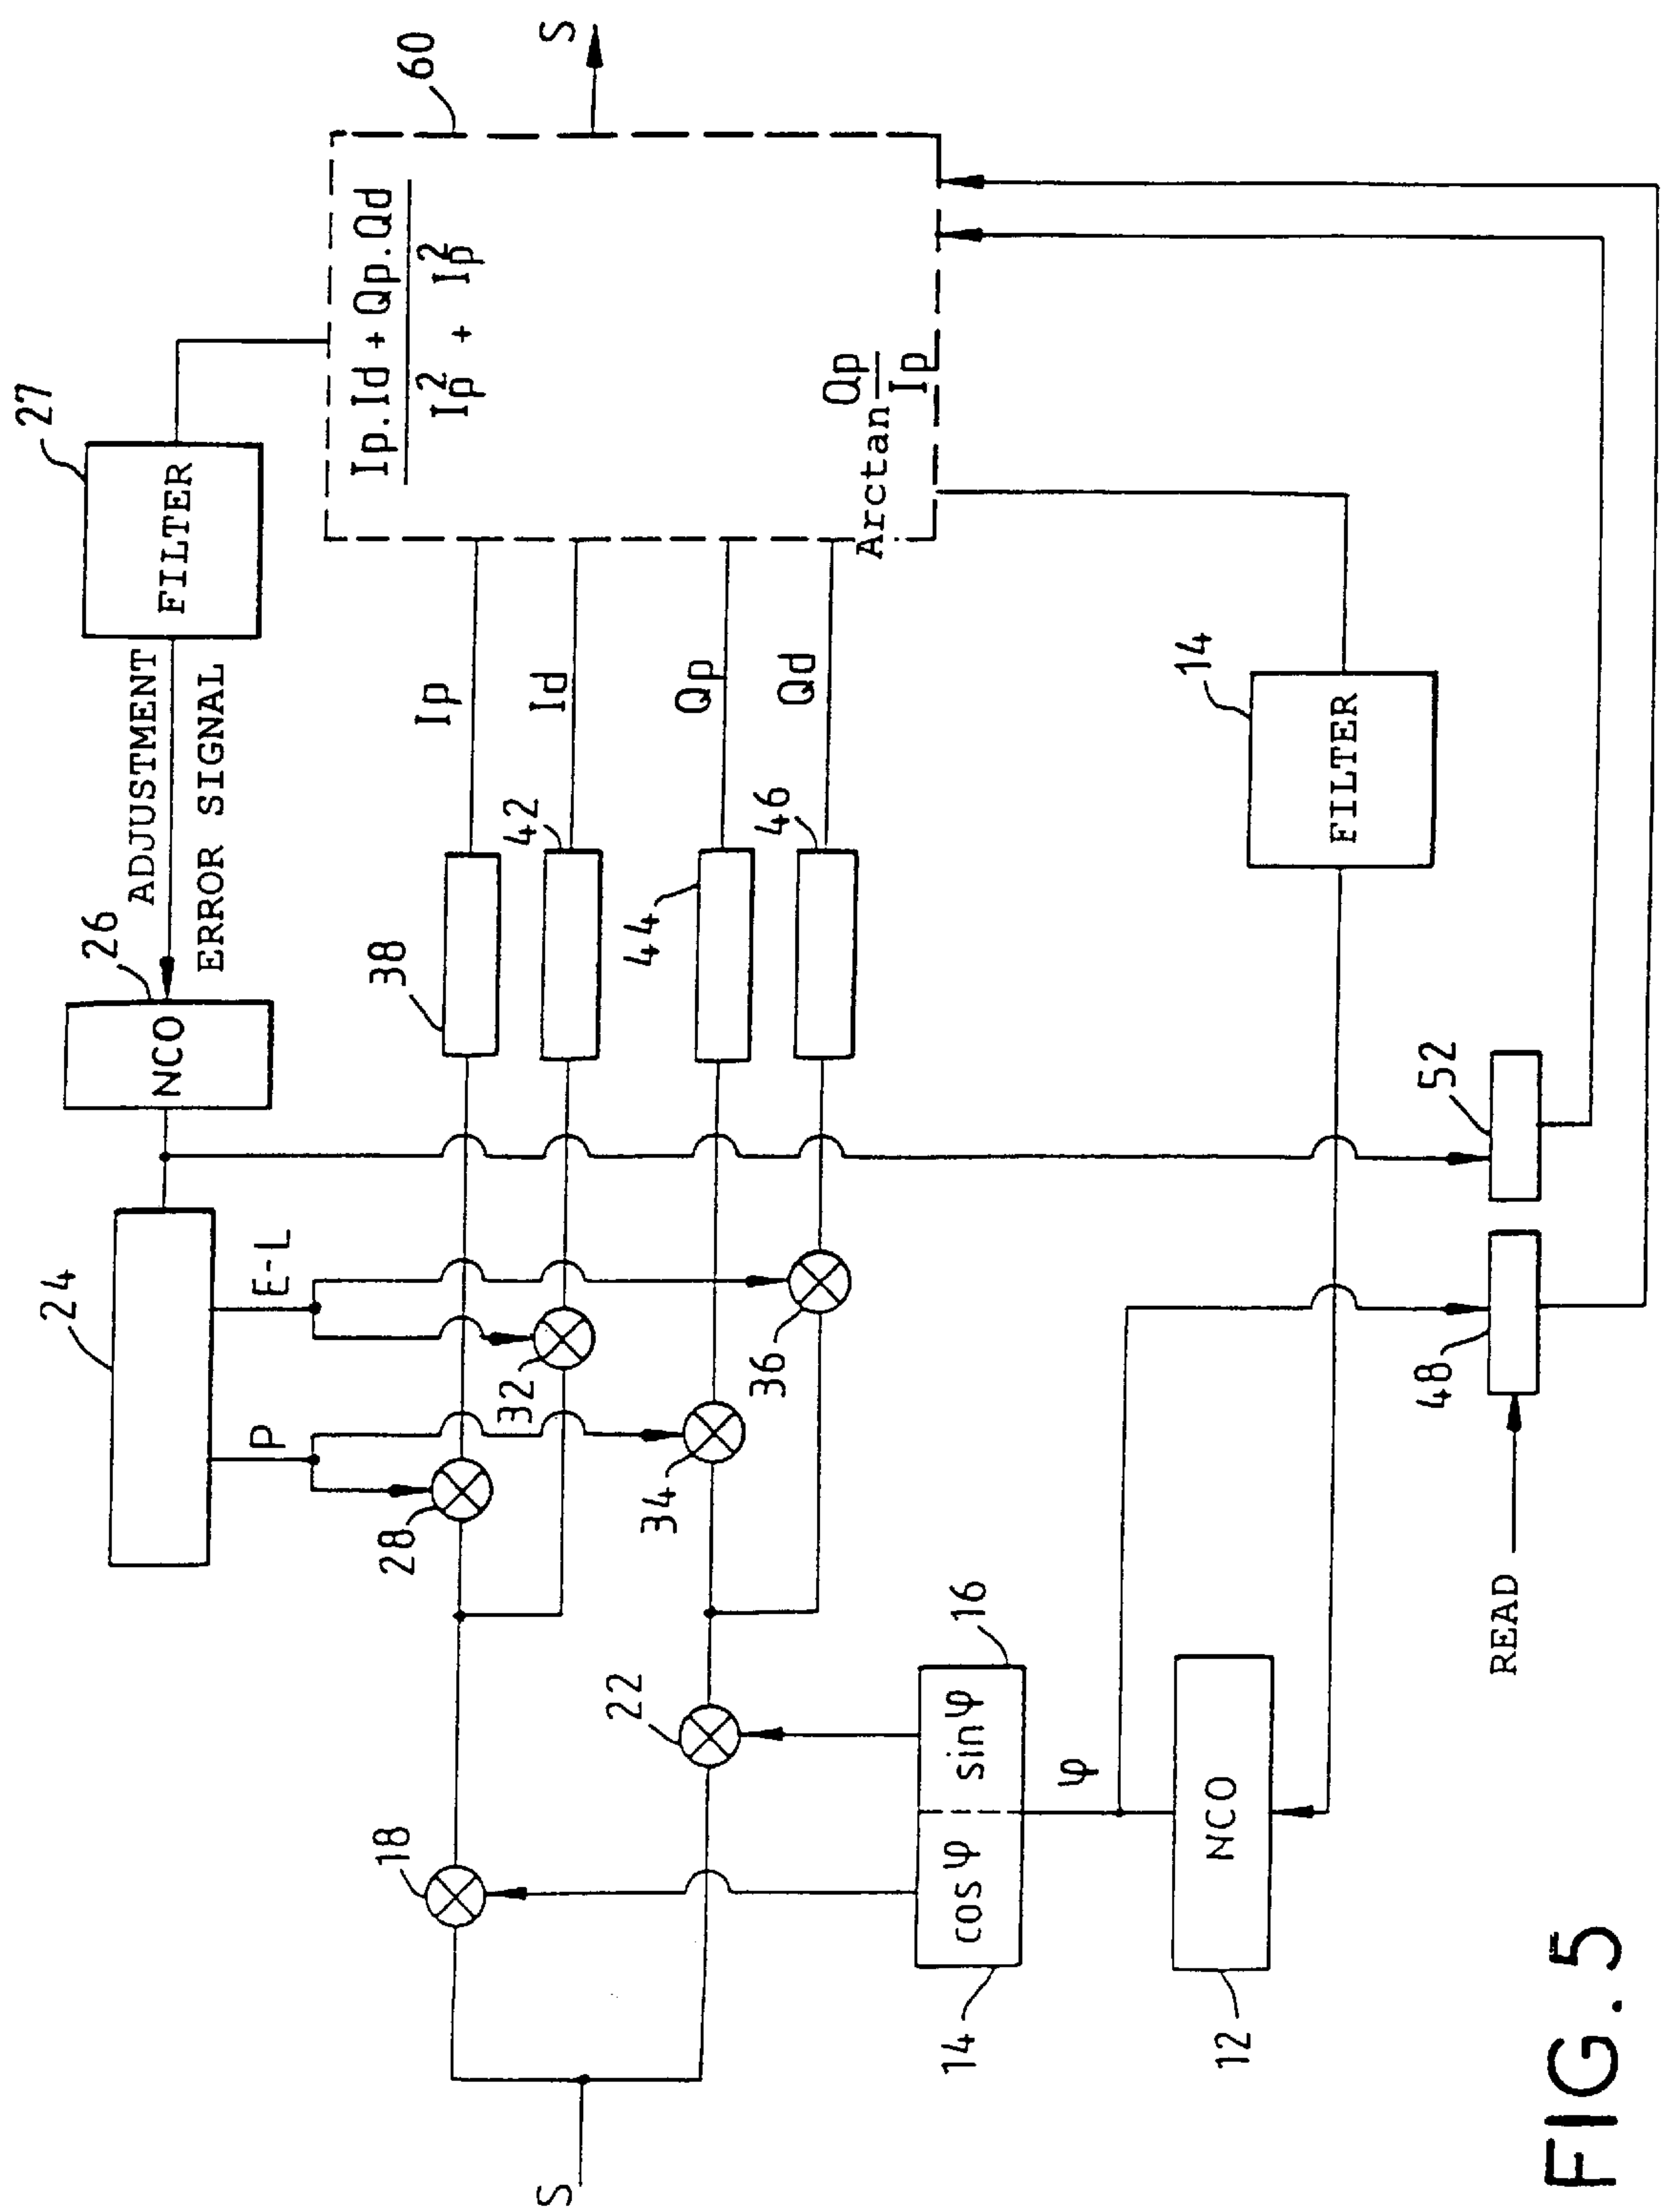 24
26
NCO
ADJUSTMENT
ERROR SIGNAL
27
FILTER
P
E-L
60
Ip.Id + Qp.Qd
Ip² + Ip²
S
18
28
38
Ip
32
42
Id
S
22
34
44
Qp
36
46
Qd
Arctan Qp
Ip
14
cos φ
sin φ
16
φ
12
NCO
14
FILTER
READ
48
52
FIG. 5